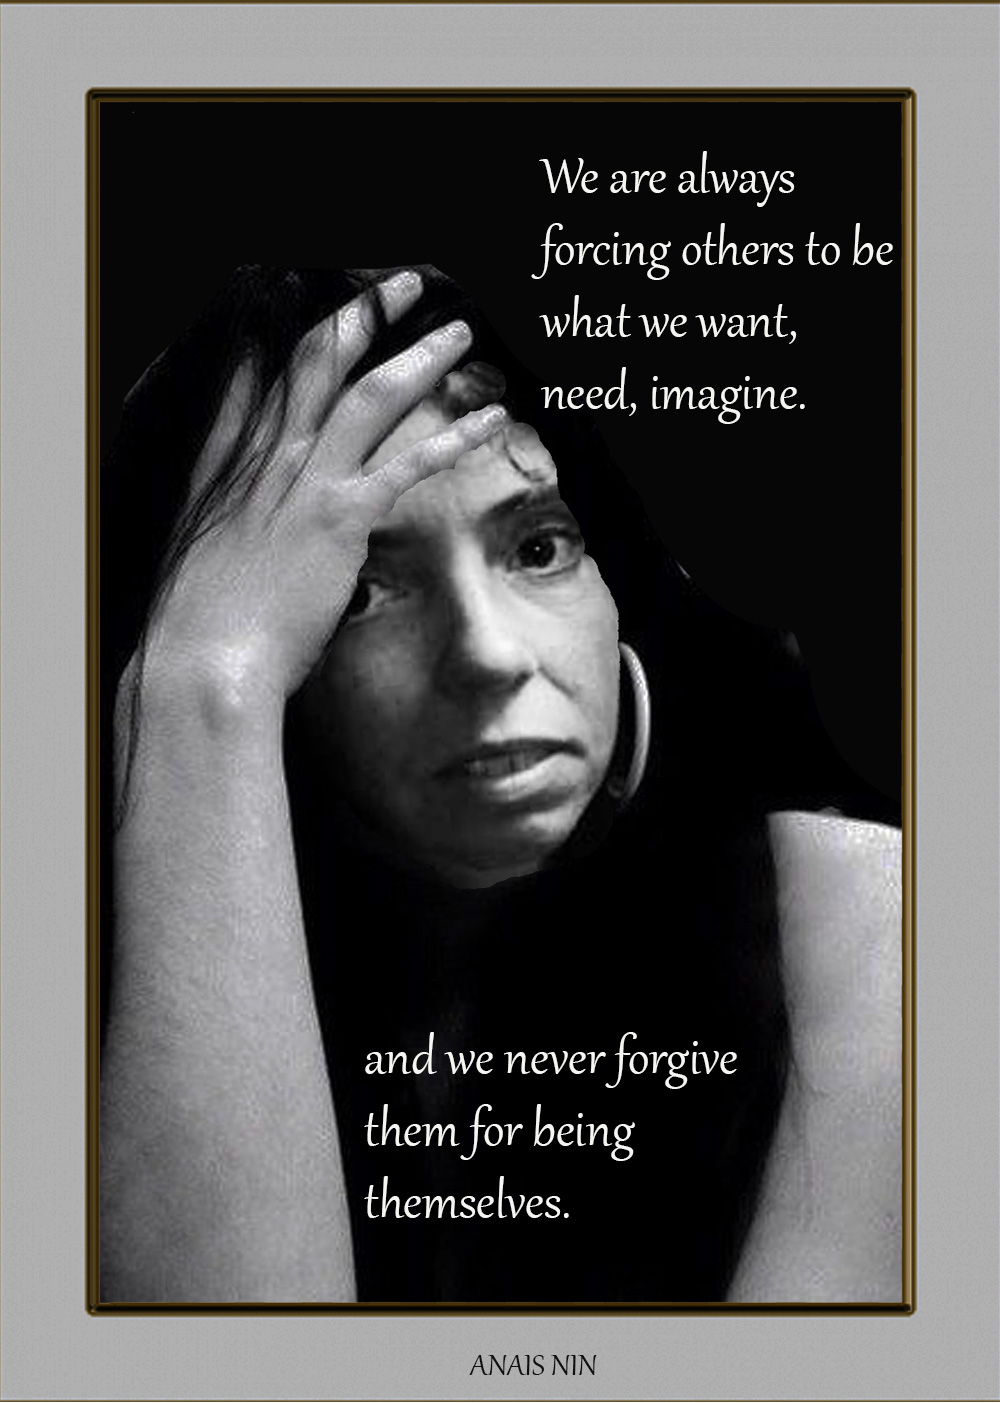 We are always
forcing others to be
what we want,
need, imagine.
and we never forgive
them for being
themselves.
ANAIS NIN